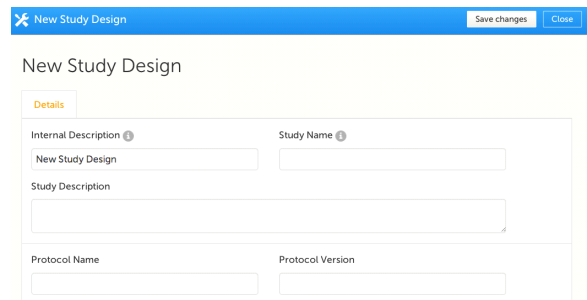 New Study Design
Save changes
Close
New Study Design
Details
Internal Description
Study Name
New Study Design
Study Description
Protocol Name
Protocol Version